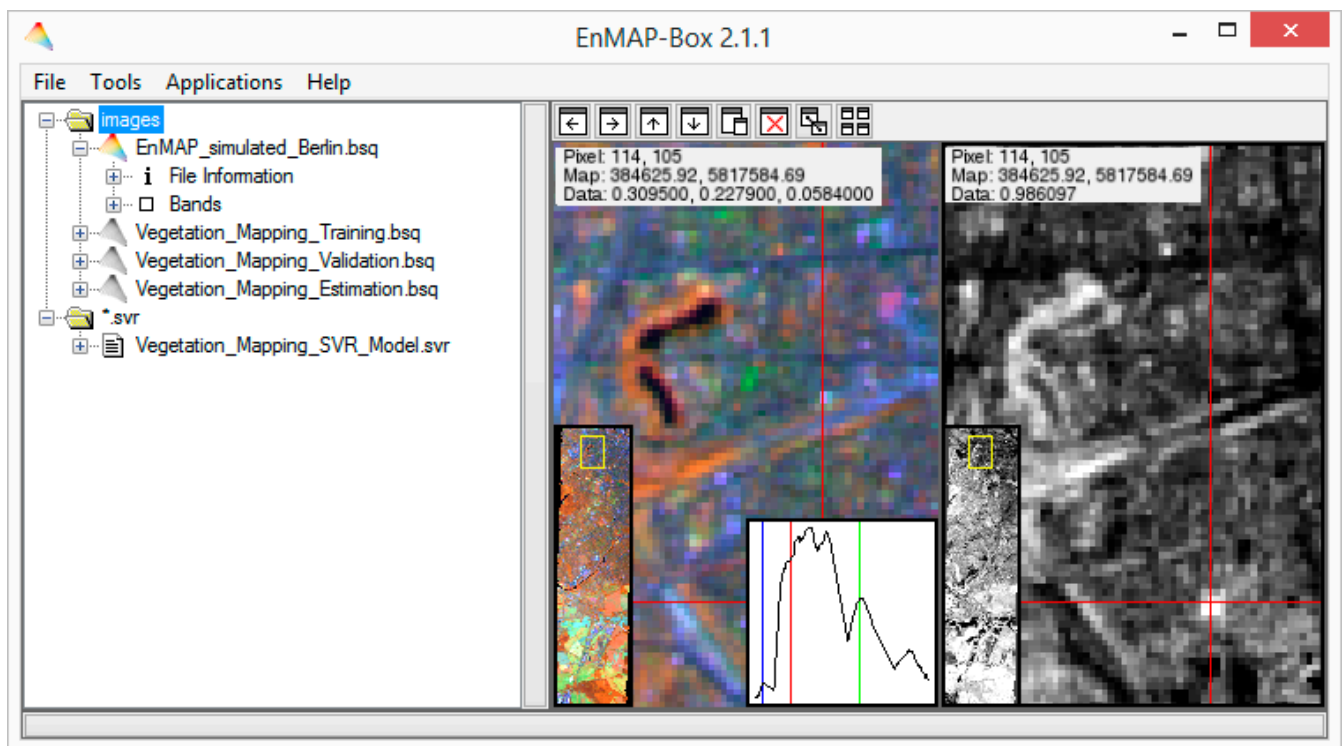 EnMAP-Box 2.1.1
File Tools Applications Help
images
EnMAP_simulated_Berlin.bsq
i File Information
Bands
Vegetation_Mapping_Training.bsq
Vegetation_Mapping_Validation.bsq
Vegetation_Mapping_Estimation.bsq
*.svr
Vegetation_Mapping_SVR_Model.svr
Pixel: 114, 105
Map: 384625.92, 5817584.69
Data: 0.309500, 0.227900, 0.0584000
Pixel: 114, 105
Map: 384625.92, 5817584.69
Data: 0.986097